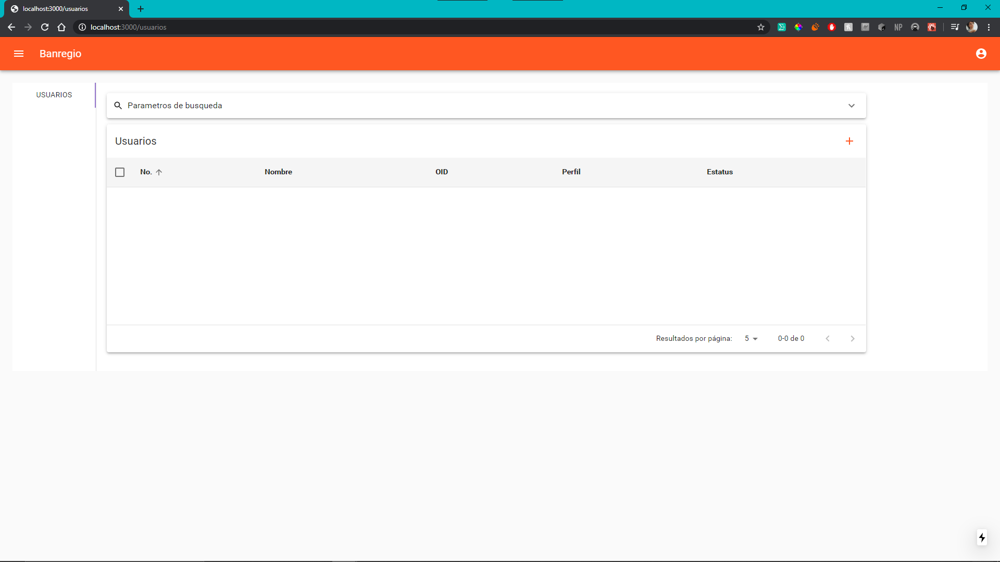 localhost:3000/usuarios
localhost:3000/usuarios
NP
Banregio
USUARIOS
Parametros de busqueda
Usuarios
No. Nombre OID Perfil Estatus
Resultados por página: 5 0-0 de 0